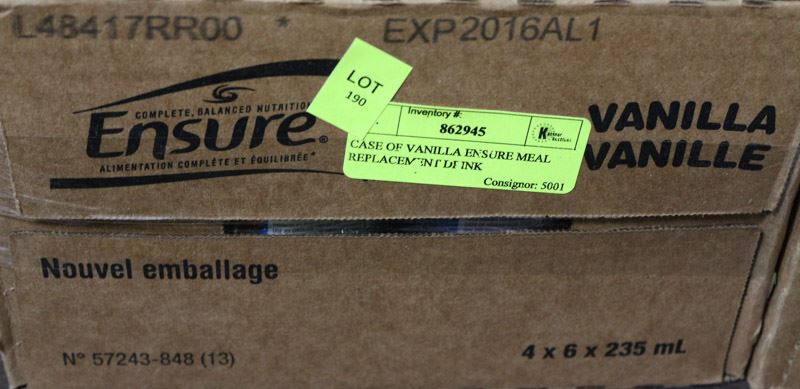 L48417RR00 * EXP2016AL1
COMPLETE, BALANCED NUTRITION
Ensure®
ALIMENTATION COMPLÈTE ET ÉQUILIBRÉE*
LOT
190
Inventory #:
862945
CASE OF VANILLA ENSURE MEAL
REPLACEMENT DRINK
Consignor: 5001
VANILLA
VANILLE
Nouvel emballage
N° 57243-848 (13)
4 x 6 x 235 mL